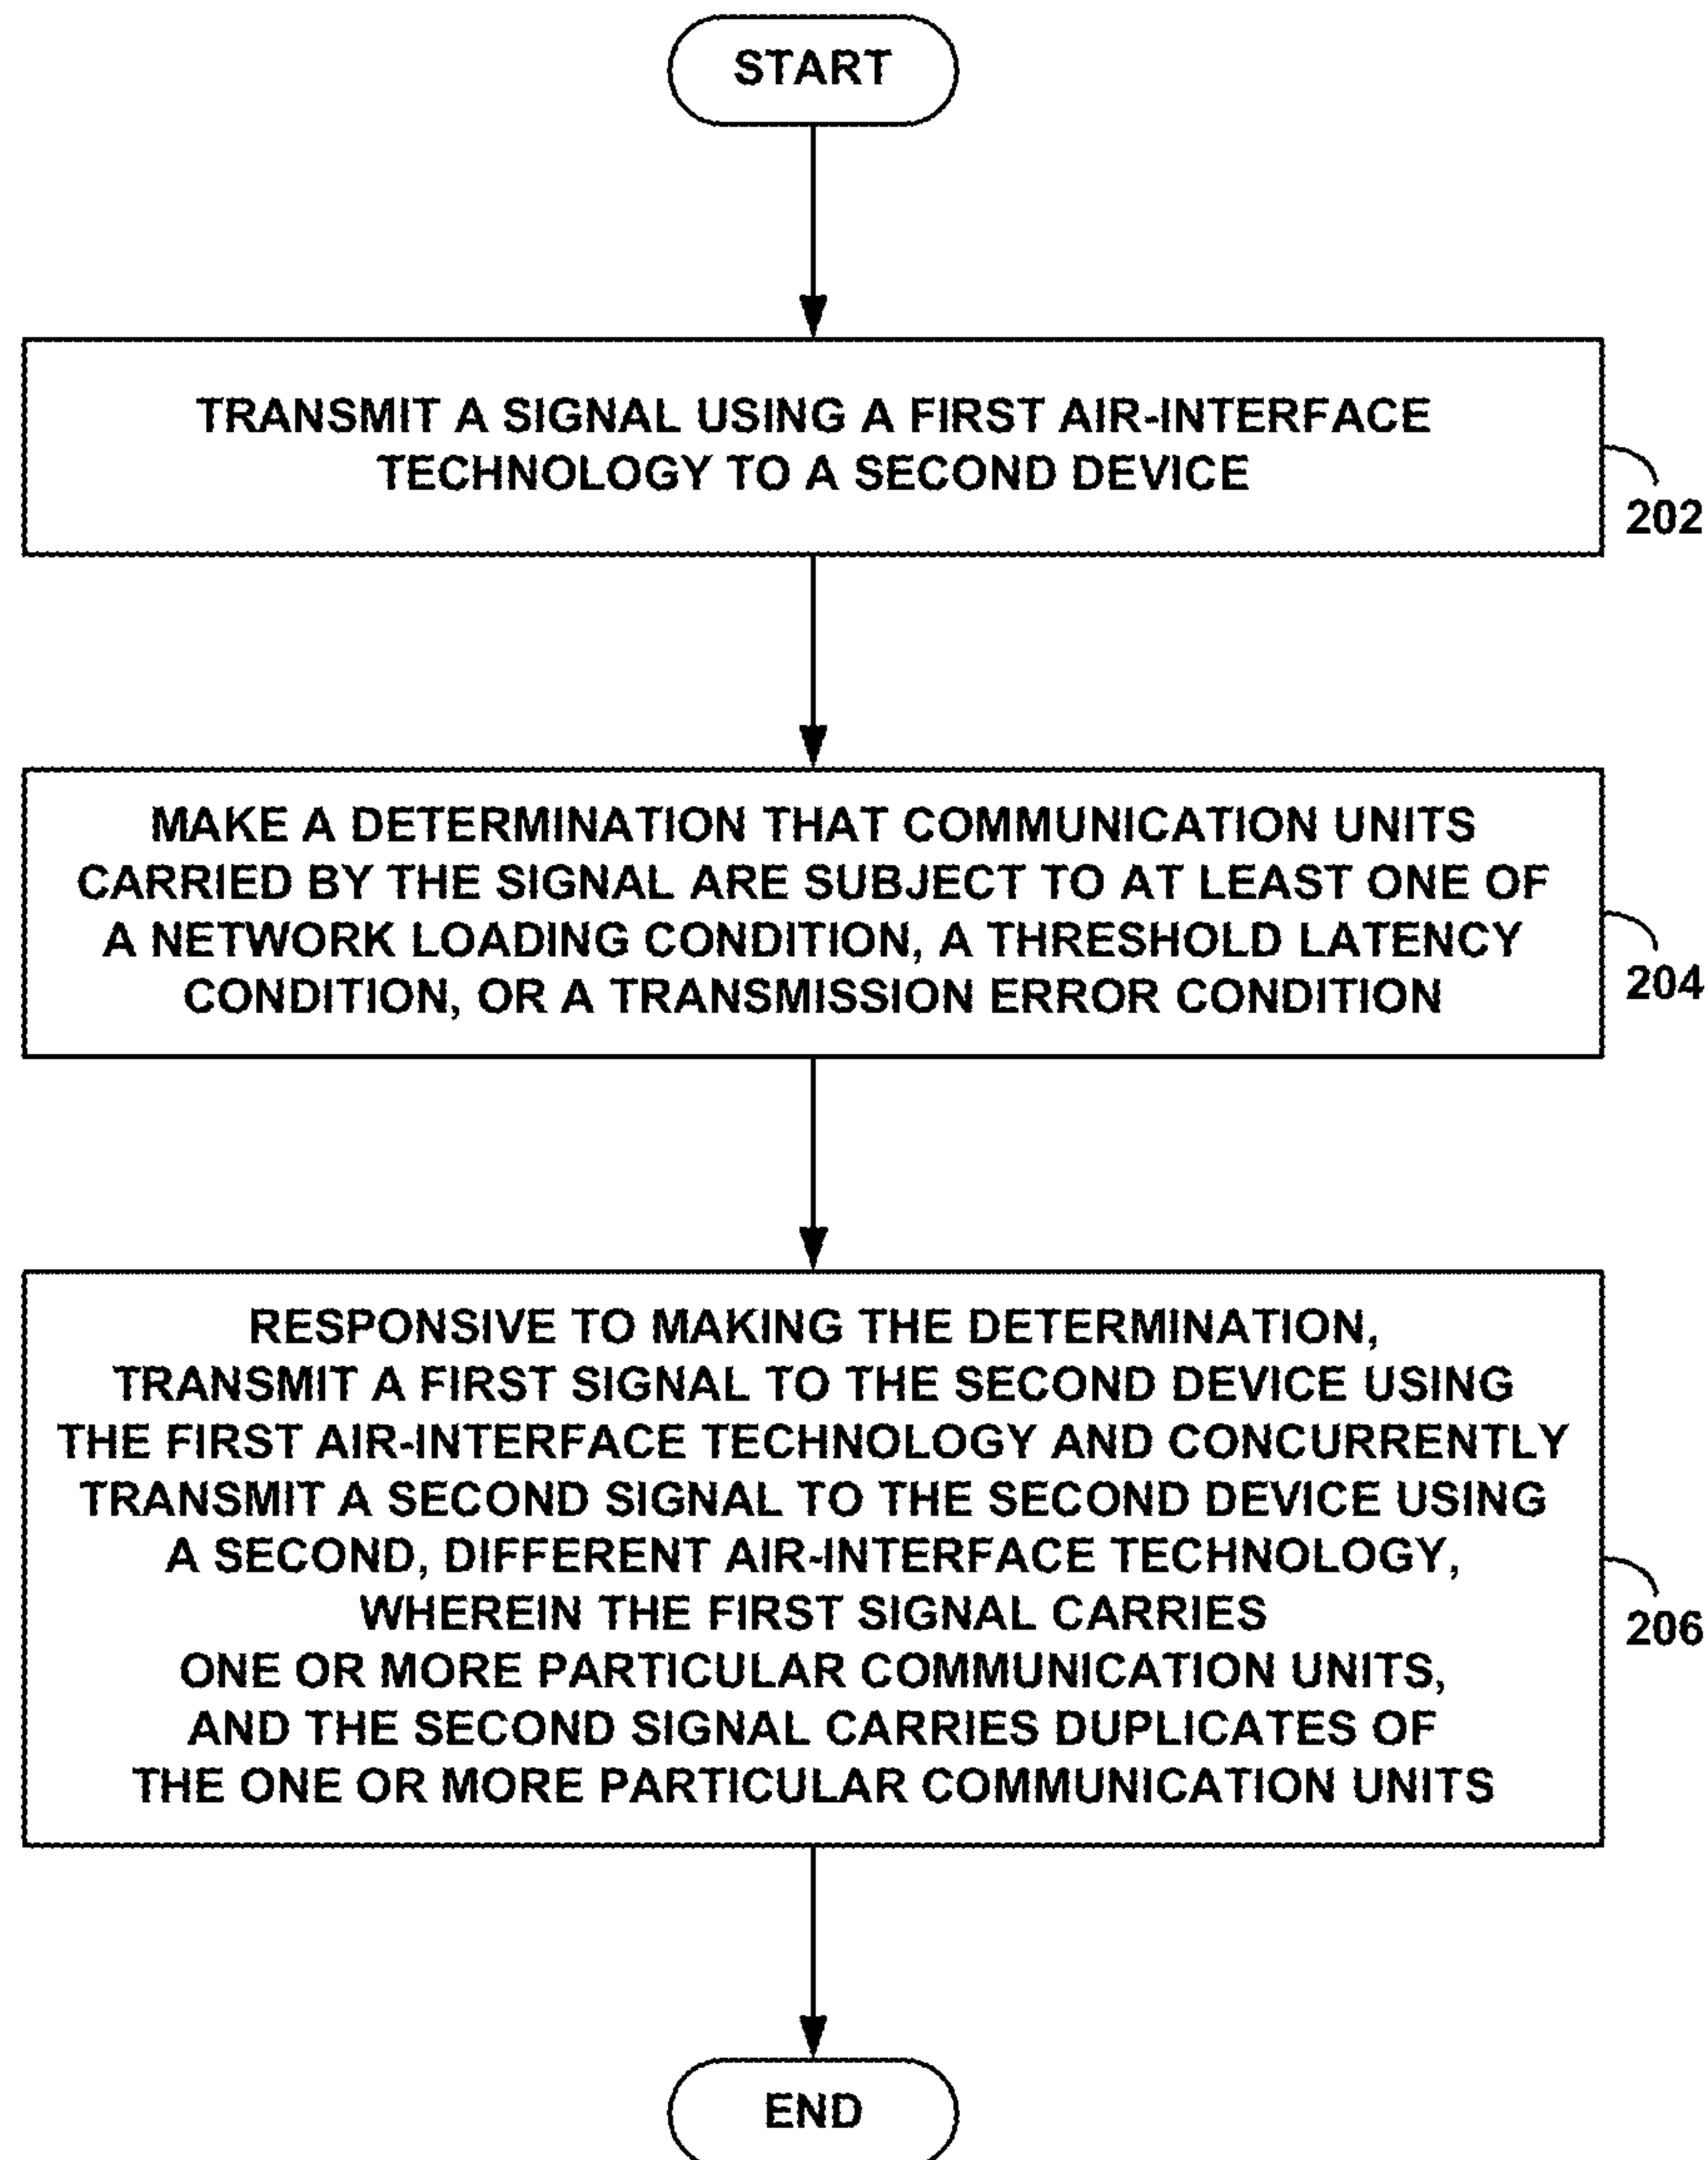 START
TRANSMIT A SIGNAL USING A FIRST AIR-INTERFACE
TECHNOLOGY TO A SECOND DEVICE
202
MAKE A DETERMINATION THAT COMMUNICATION UNITS
CARRIED BY THE SIGNAL ARE SUBJECT TO AT LEAST ONE OF
A NETWORK LOADING CONDITION, A THRESHOLD LATENCY
CONDITION, OR A TRANSMISSION ERROR CONDITION
204
RESPONSIVE TO MAKING THE DETERMINATION,
TRANSMIT A FIRST SIGNAL TO THE SECOND DEVICE USING
THE FIRST AIR-INTERFACE TECHNOLOGY AND CONCURRENTLY
TRANSMIT A SECOND SIGNAL TO THE SECOND DEVICE USING
A SECOND, DIFFERENT AIR-INTERFACE TECHNOLOGY,
WHEREIN THE FIRST SIGNAL CARRIES
ONE OR MORE PARTICULAR COMMUNICATION UNITS,
AND THE SECOND SIGNAL CARRIES DUPLICATES OF
THE ONE OR MORE PARTICULAR COMMUNICATION UNITS
206
END